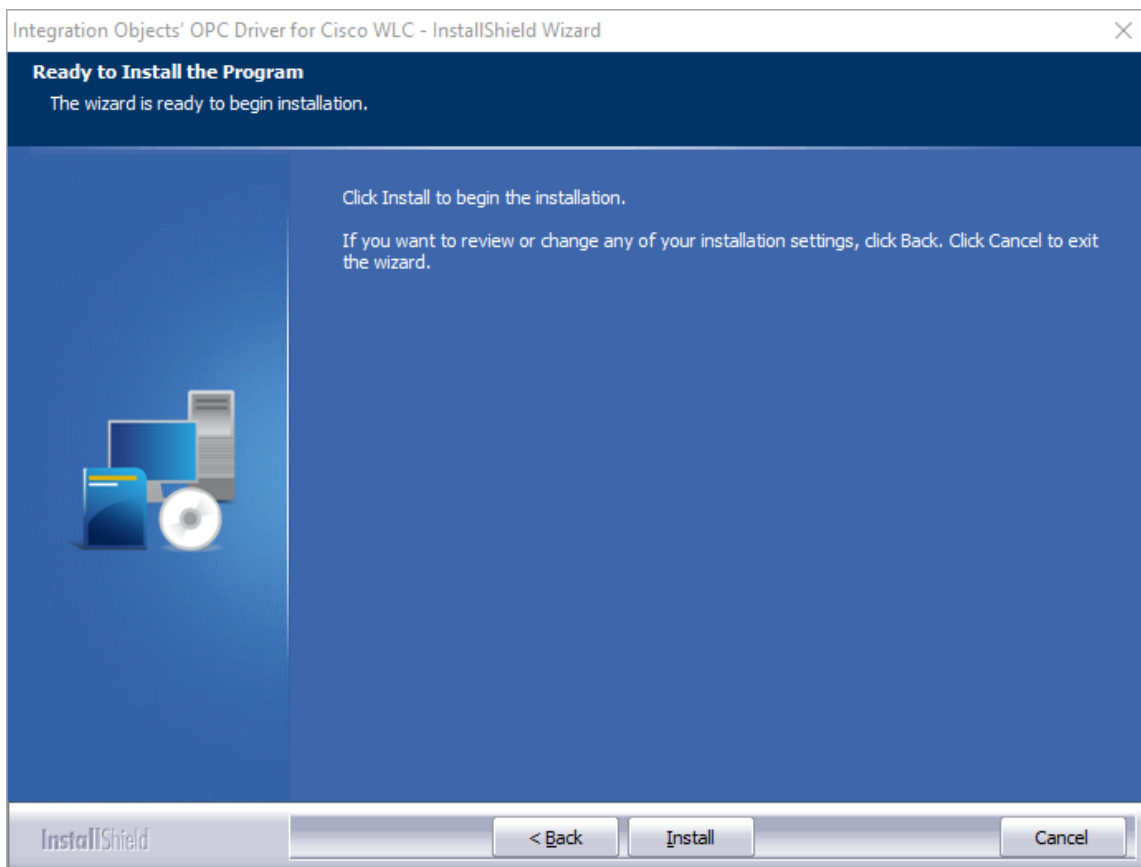 Integration Objects' OPC Driver for Cisco WLC - InstallShield Wizard
Ready to Install the Program
The wizard is ready to begin installation.
Click Install to begin the installation.
If you want to review or change any of your installation settings, click Back. Click Cancel to exit
the wizard.
InstallShield
< Back
Install
Cancel